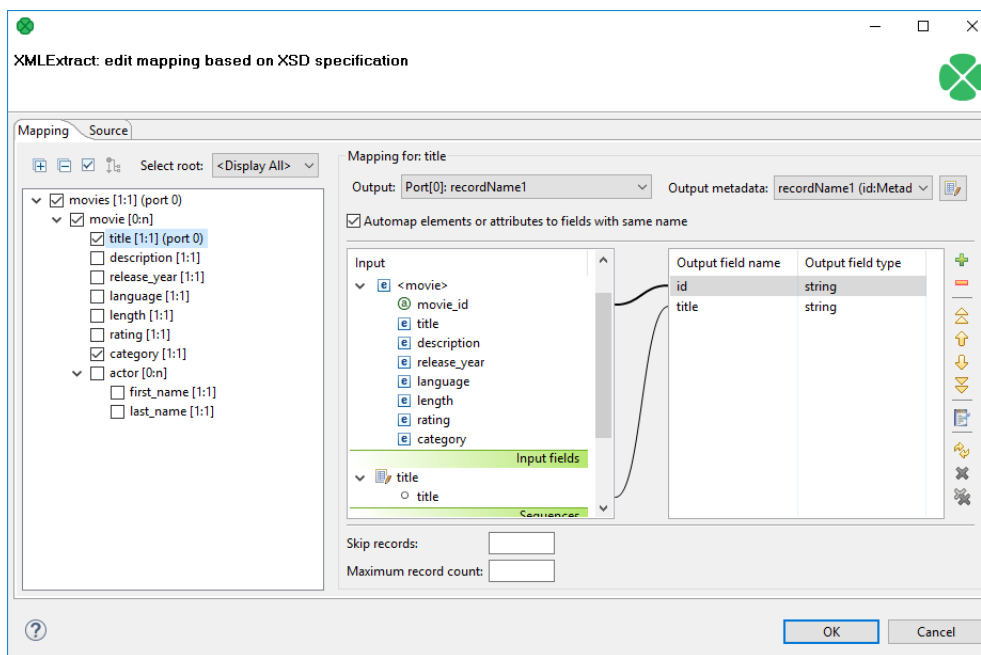 XMLExtract: edit mapping based on XSD specification
Mapping
Source
Select root:
<Display All>
movies [1:1] (port 0)
movie [0:n]
title [1:1] (port 0)
description [1:1]
release_year [1:1]
language [1:1]
length [1:1]
rating [1:1]
category [1:1]
actor [0:n]
first_name [1:1]
last_name [1:1]
Mapping for: title
Output: Port[0]: recordName1
Output metadata: recordName1 (id:Metad
Automap elements or attributes to fields with same name
Input
<movie>
movie_id
title
description
release_year
language
length
rating
category
Input fields
title
title
Sequences
Output field name Output field type
id string
title string
Skip records:
Maximum record count:
OK
Cancel